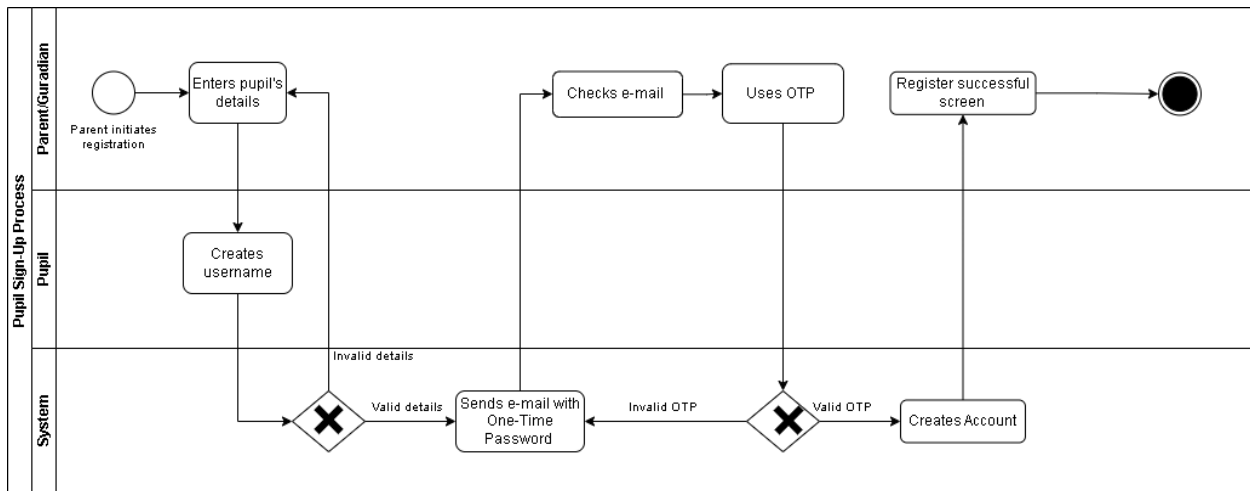 Pupil Sign-Up Process
Parent/Guradian
Parent initiates
registration
Enters pupil's
details
Checks e-mail
Uses OTP
Register successful
screen
Pupil
Creates
username
System
Invalid details
Valid details
Sends e-mail with
One-Time
Password
Invalid OTP
Valid OTP
Creates Account